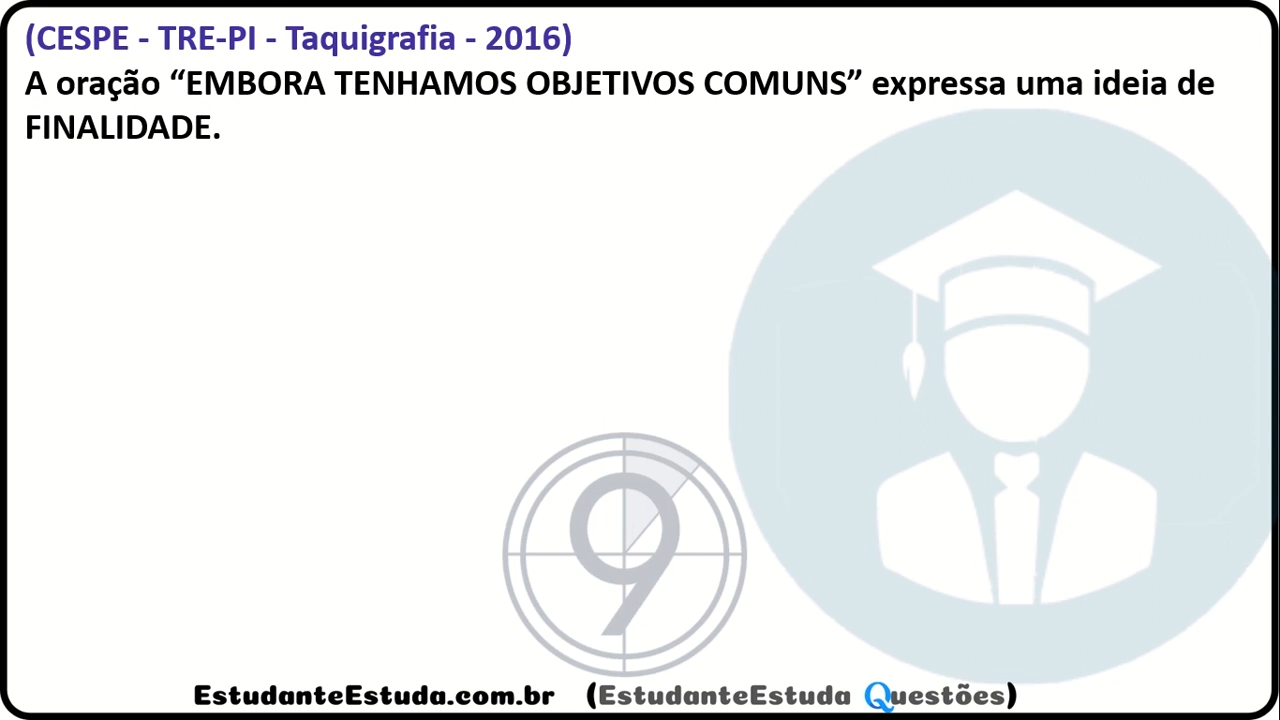 (CESPE - TRE-PI - Taquigrafia - 2016)
A oração “EMBORA TENHAMOS OBJETIVOS COMUNS” expressa uma ideia de
FINALIDADE.
9
EstudanteEstuda.com.br (EstudanteEstuda Questões)